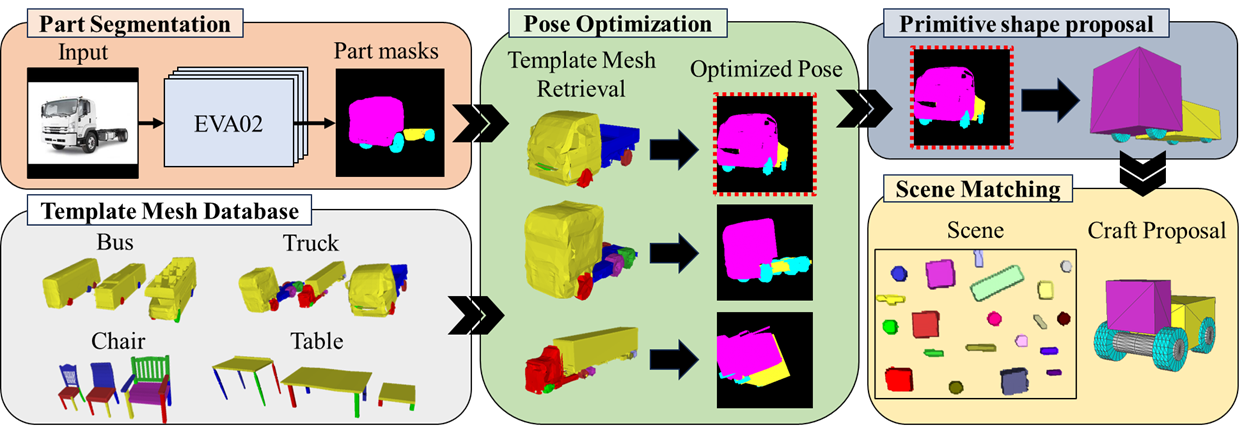 Part Segmentation
Input
Part masks
EVA02
Template Mesh Database
Bus
Truck
Chair
Table
Pose Optimization
Template Mesh
Retrieval
Optimized Pose
Primitive shape proposal
Scene Matching
Scene
Craft Proposal